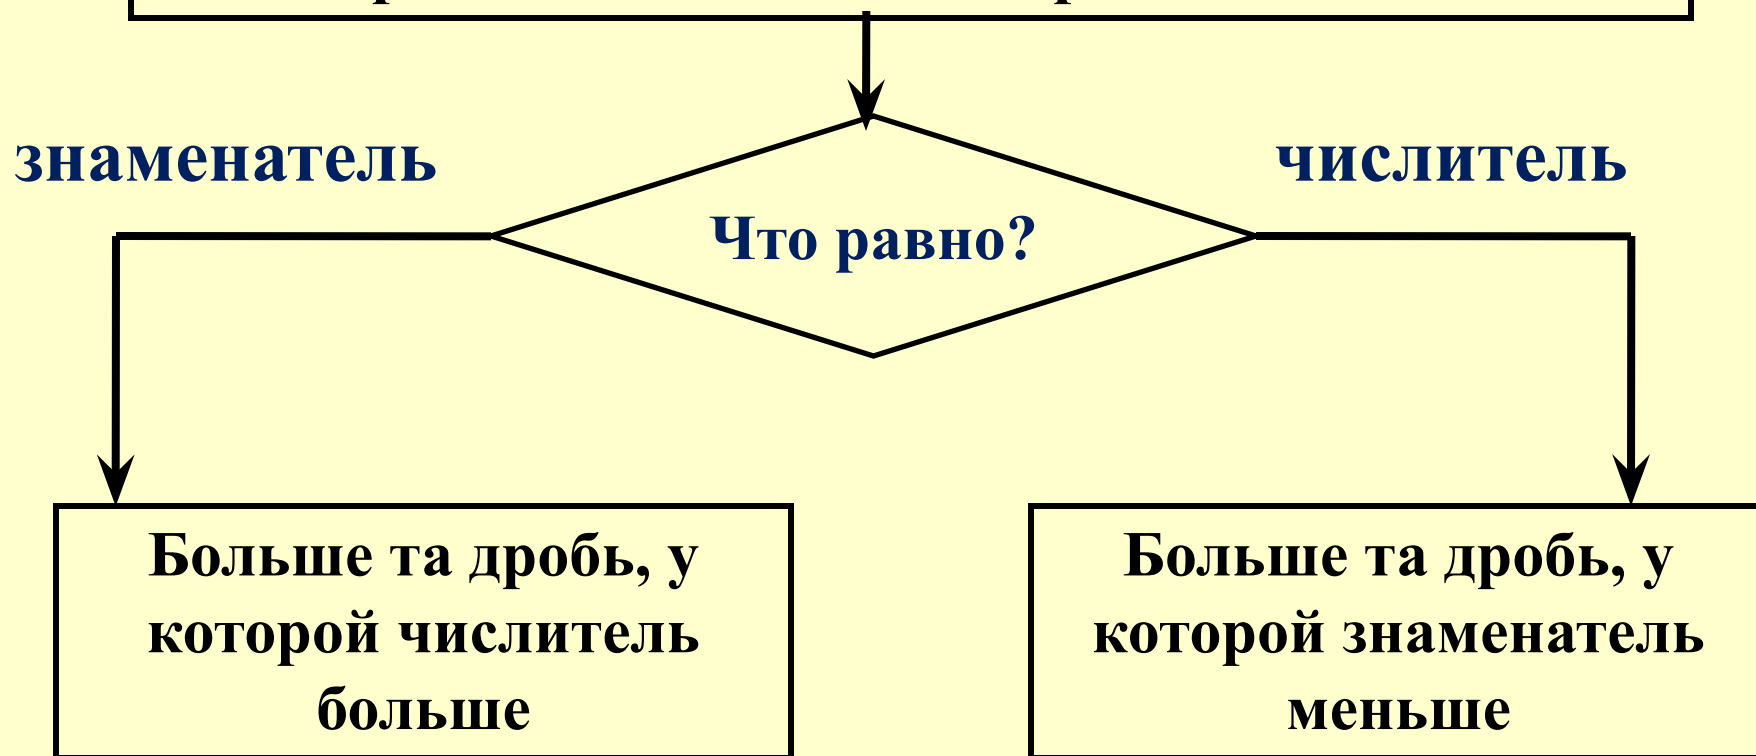 знаменатель
числитель
Что равно?
Больше та дробь, у
которой числитель
больше
Больше та дробь, у
которой знаменатель
меньше